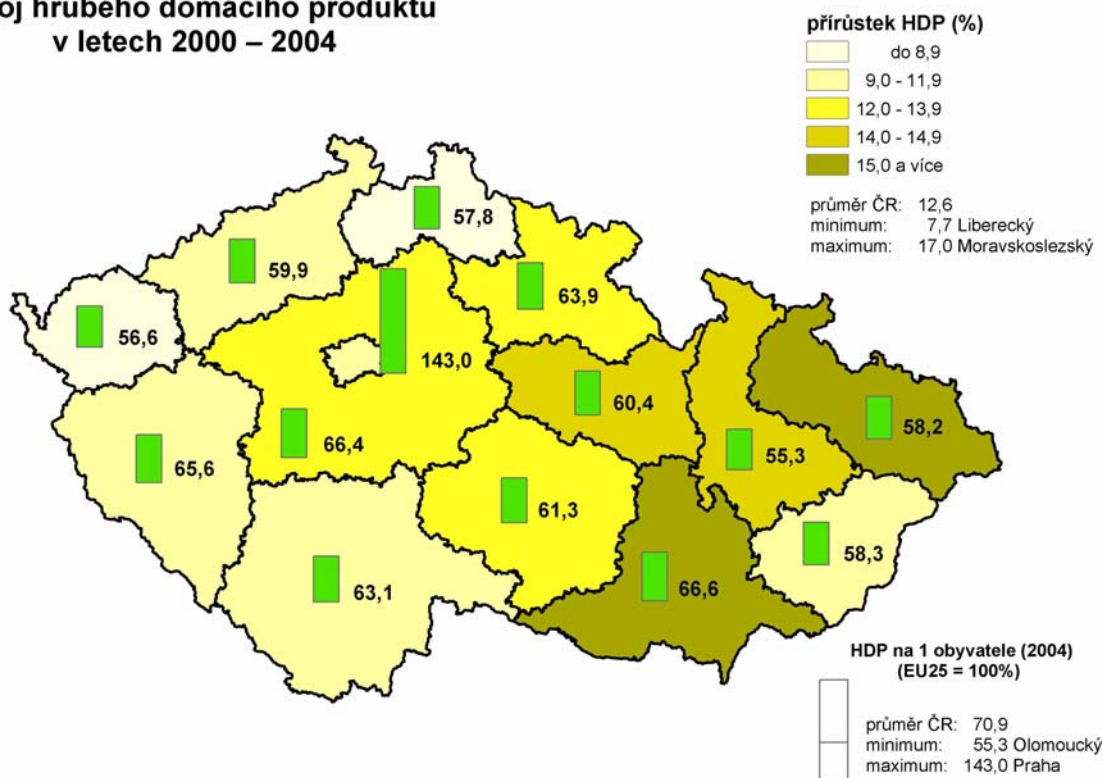 oj hrubého domácího produktu
v letech 2000 – 2004
přírůstek HDP (%)
do 8,9
9,0 - 11,9
12,0 - 13,9
14,0 - 14,9
15,0 a více
průměr ČR: 12,6
minimum: 7,7 Liberecký
maximum: 17,0 Moravskoslezský
57,8
59,9
63,9
56,6
143,0
60,4
58,2
66,4
65,6
55,3
61,3
58,3
63,1
66,6
HDP na 1 obyvatele (2004)
(EU25 = 100%)
průměr ČR: 70,9
minimum: 55,3 Olomoucký
maximum: 143,0 Praha